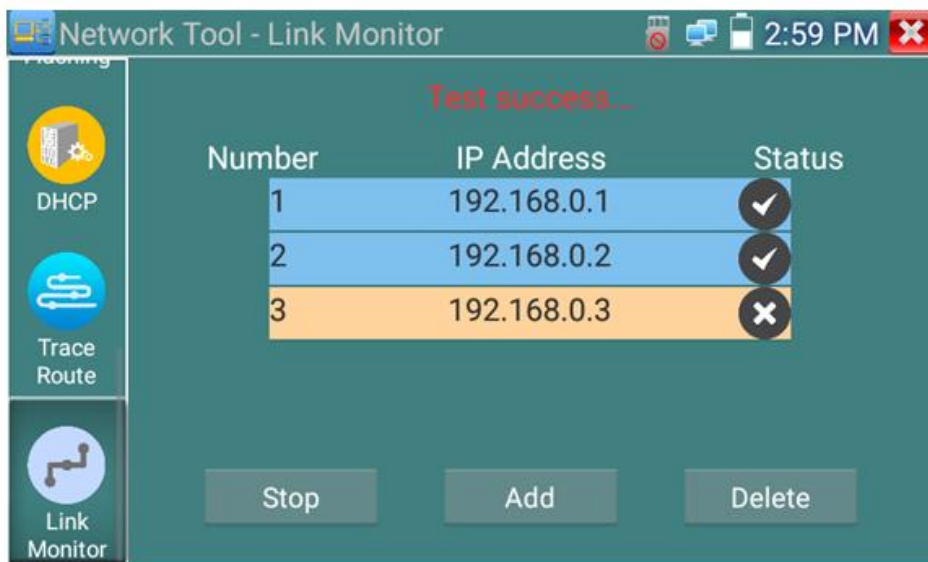 Network Tool - Link Monitor
2:59 PM
Flashing
DHCP
Trace
Route
Link
Monitor
Test success...
Number IP Address Status
1 192.168.0.1
2 192.168.0.2
3 192.168.0.3
Stop Add Delete